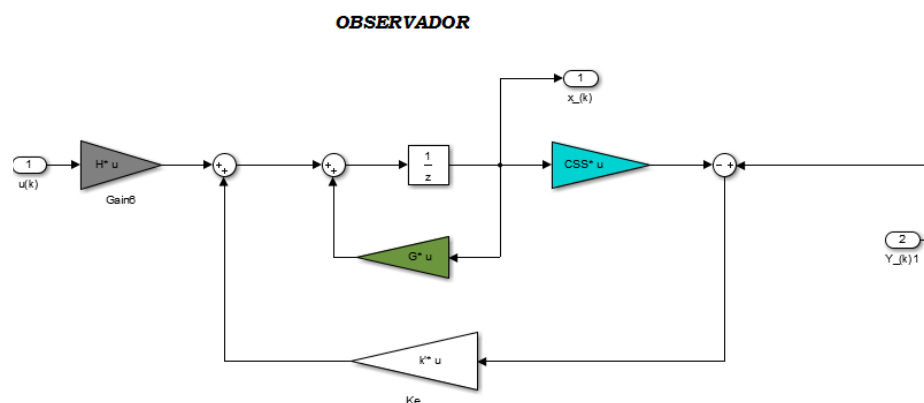 OBSERVADOR
1
x_(k)
1
u(k)
H* u
Gain6
+
+
+
+
1
z
CSS* u
-
+
G* u
2
Y_(k)1
k'* u
Ke